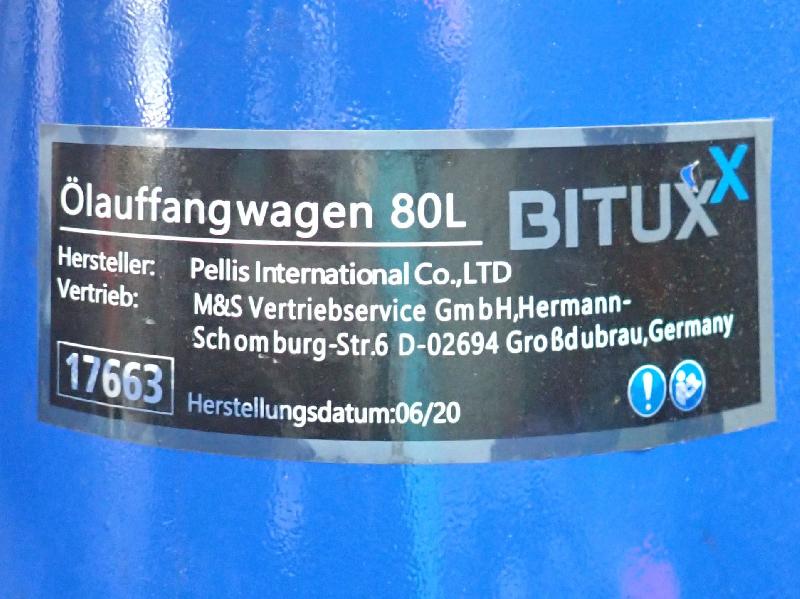 Ölauffangwagen 80L
BITUXX
Hersteller: Pellis International Co.,LTD
Vertrieb: M&S Vertriebservice GmbH,Hermann-
Schomburg-Str.6 D-02694 Großdubrau,Germany
17663
Herstellungsdatum:06/20